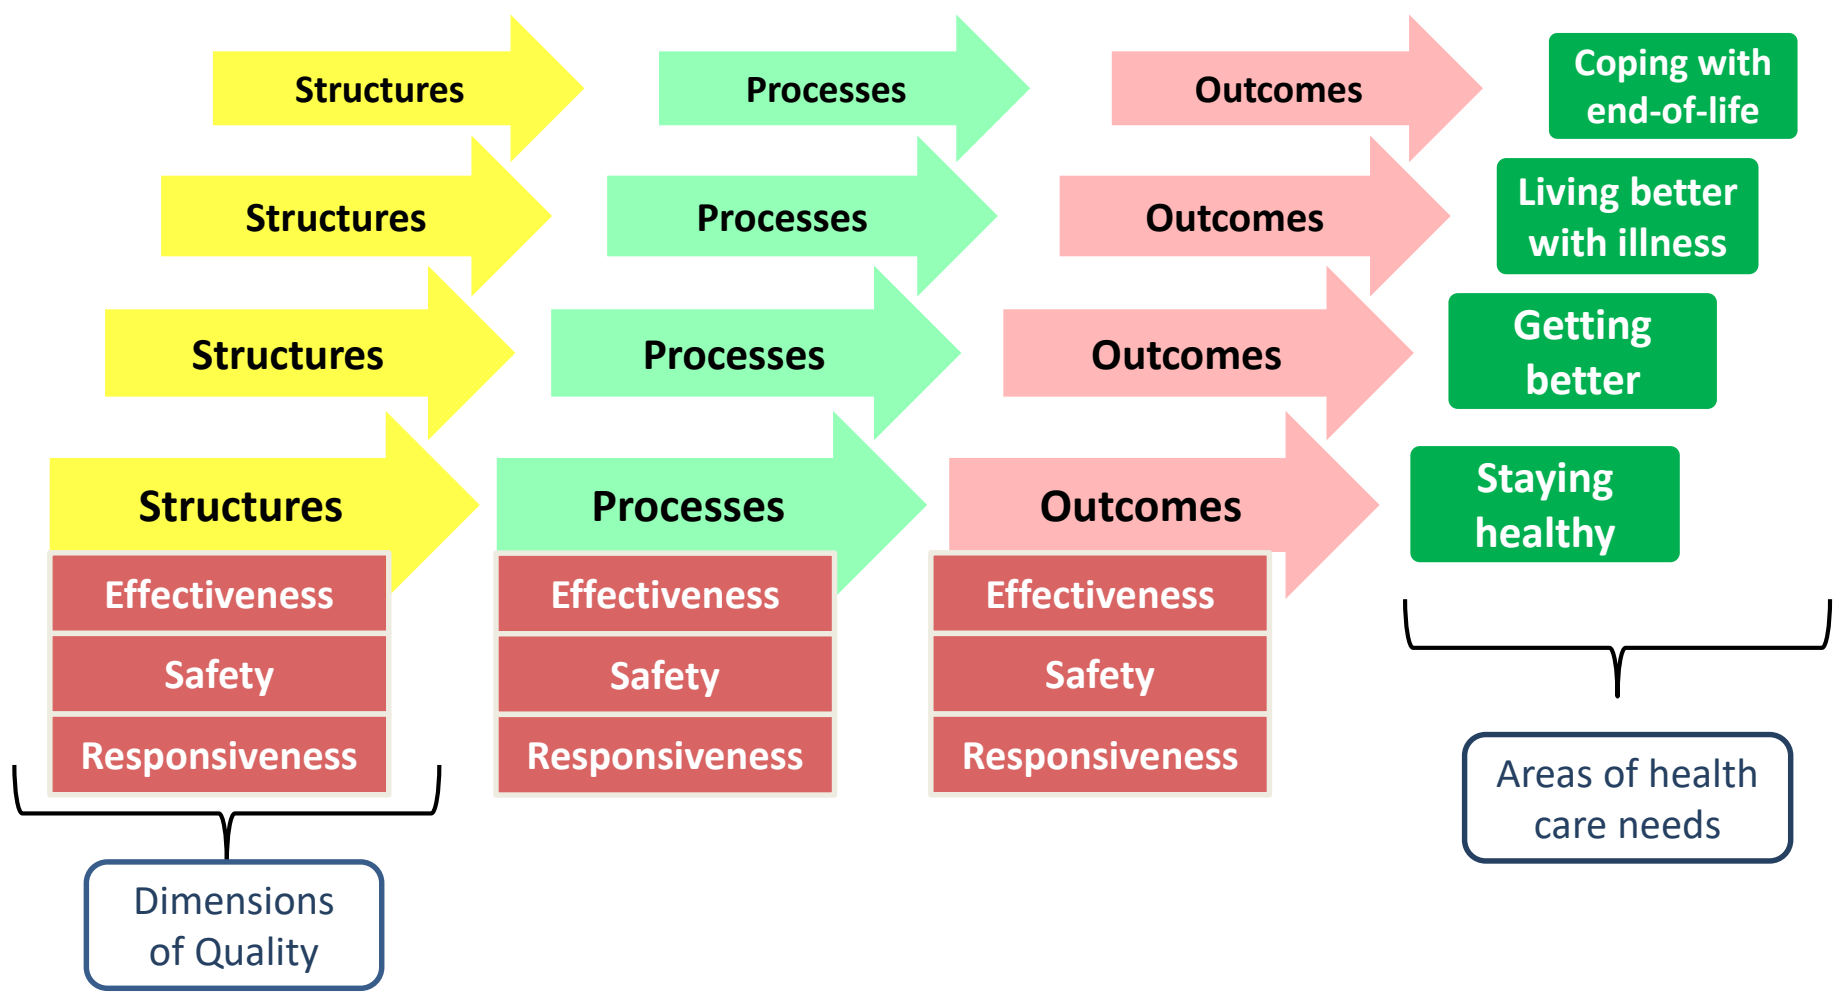 Structures
Processes
Outcomes
Coping with
end-of-life
Structures
Processes
Outcomes
Living better
with illness
Structures
Processes
Outcomes
Getting
better
Structures
Processes
Outcomes
Staying
healthy
Effectiveness
Safety
Responsiveness
Effectiveness
Safety
Responsiveness
Effectiveness
Safety
Responsiveness
Dimensions
of Quality
Areas of health
care needs